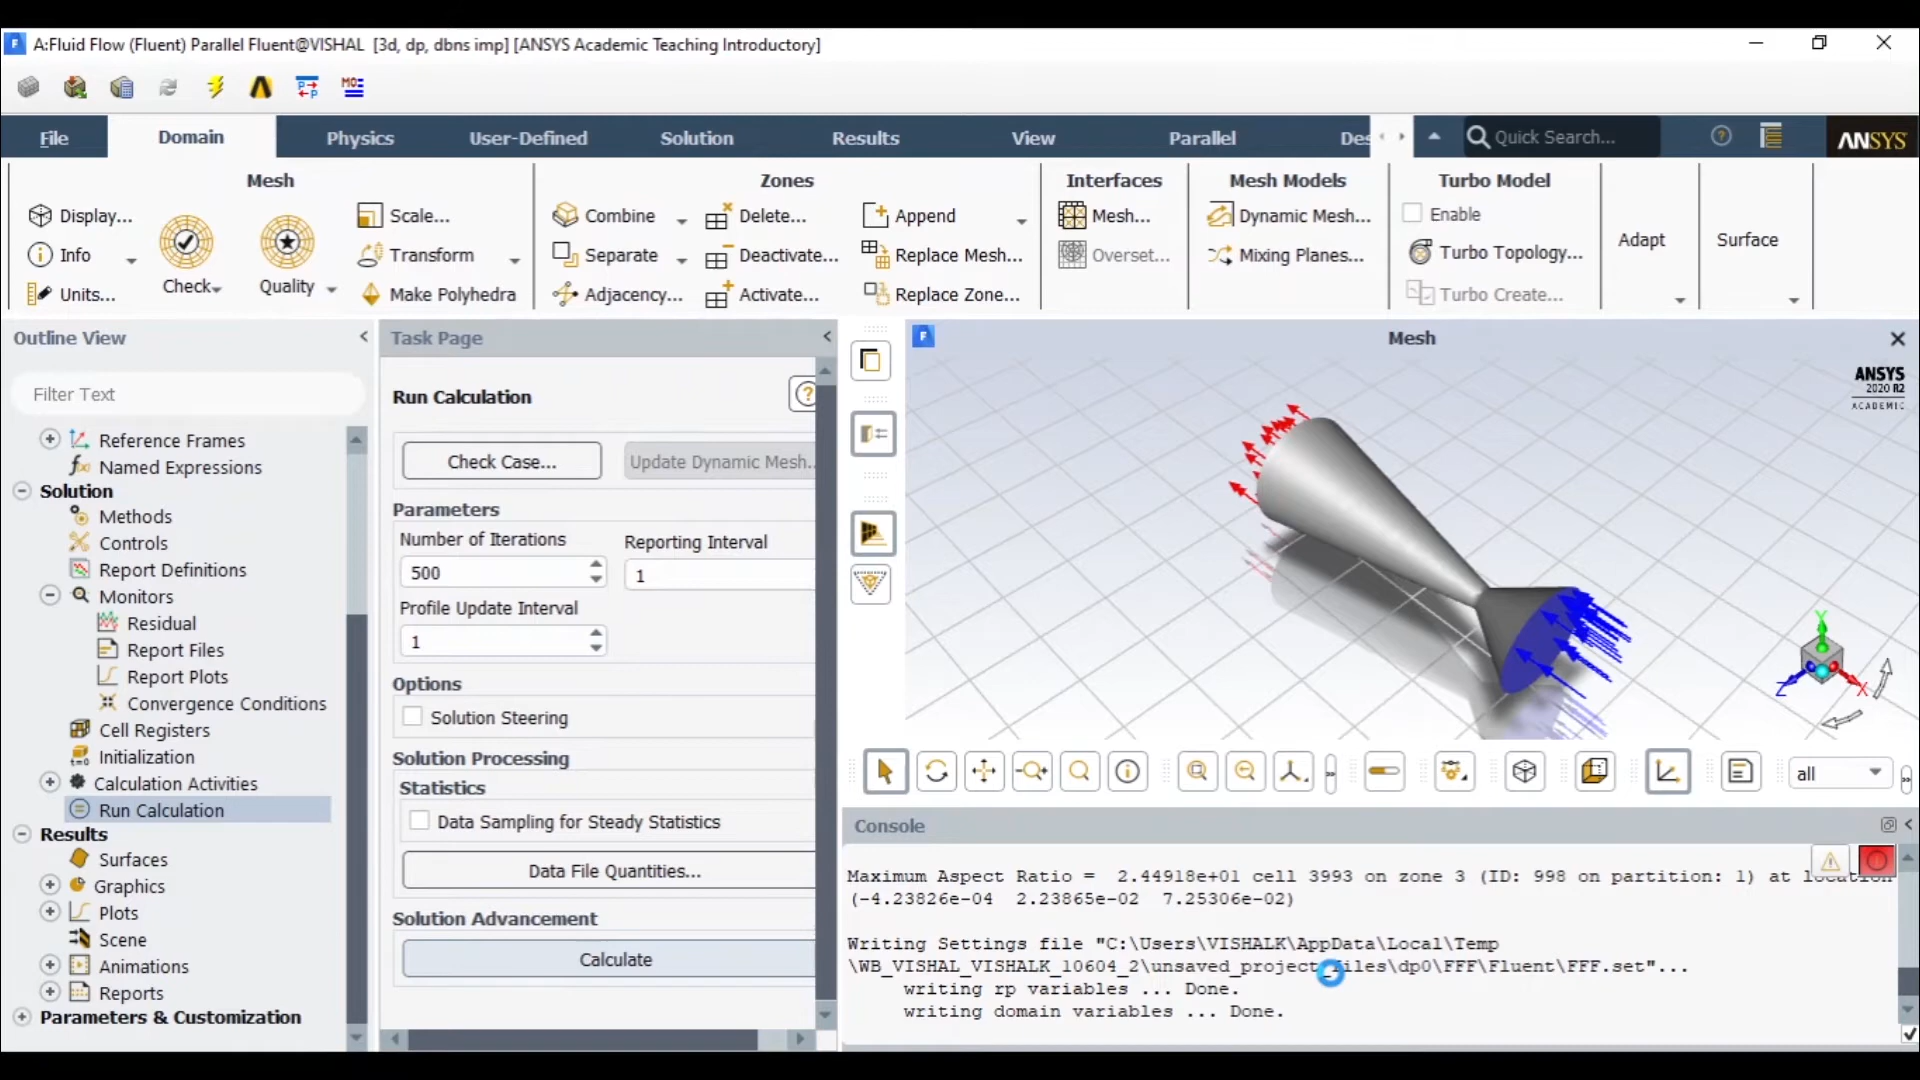 A:Fluid Flow (Fluent) Parallel Fluent@VISHAL [3d, dp, dbns imp] [ANSYS Academic Teaching Introductory]
File
Domain
Physics
User-Defined
Solution
Results
View
Parallel
Des
Quick Search...
ANSYS
Mesh
Display...
Info
Units...
Check
Quality
Scale...
Transform
Make Polyhedra
Zones
Combine
Separate
Adjacency...
Delete...
Deactivate...
Activate...
Append
Replace Mesh...
Replace Zone...
Interfaces
Mesh...
Overset...
Mesh Models
Dynamic Mesh...
Mixing Planes...
Turbo Model
Enable
Turbo Topology...
Turbo Create...
Adapt
Surface
Outline View
Filter Text
Reference Frames
Named Expressions
Solution
Methods
Controls
Report Definitions
Monitors
Residual
Report Files
Report Plots
Convergence Conditions
Cell Registers
Initialization
Calculation Activities
Run Calculation
Results
Surfaces
Graphics
Plots
Scene
Animations
Reports
Parameters & Customization
Task Page
Run Calculation
Check Case...
Update Dynamic Mesh...
Parameters
Number of Iterations
Reporting Interval
500
1
Profile Update Interval
1
Options
Solution Steering
Solution Processing
Statistics
Data Sampling for Steady Statistics
Data File Quantities...
Solution Advancement
Calculate
Mesh
ANSYS
2020 R2
ACADEMIC
Y
Z
X
all
Console
Maximum Aspect Ratio = 2.44918e+01 cell 3993 on zone 3 (ID: 998 on partition: 1) at location
(-4.23826e-04 2.23865e-02 7.25306e-02)
Writing Settings file "C:\Users\VISHALK\AppData\Local\Temp
\WB_VISHAL_VISHALK_10604_2\unsaved_project_files\dp0\FFF\Fluent\FFF.set"...
writing rp variables ... Done.
writing domain variables ... Done.